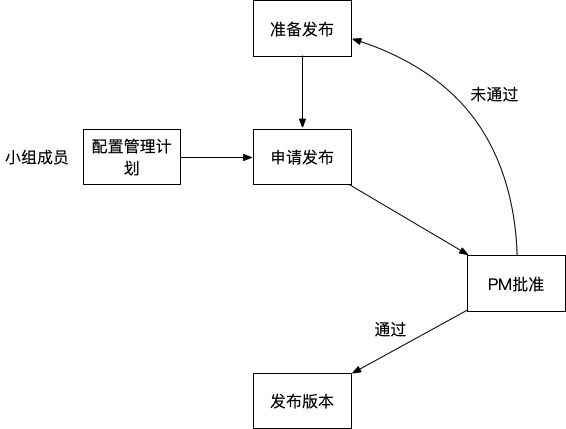 准备发布
未通过
小组成员
配置管理计
划
申请发布
PM批准
通过
发布版本